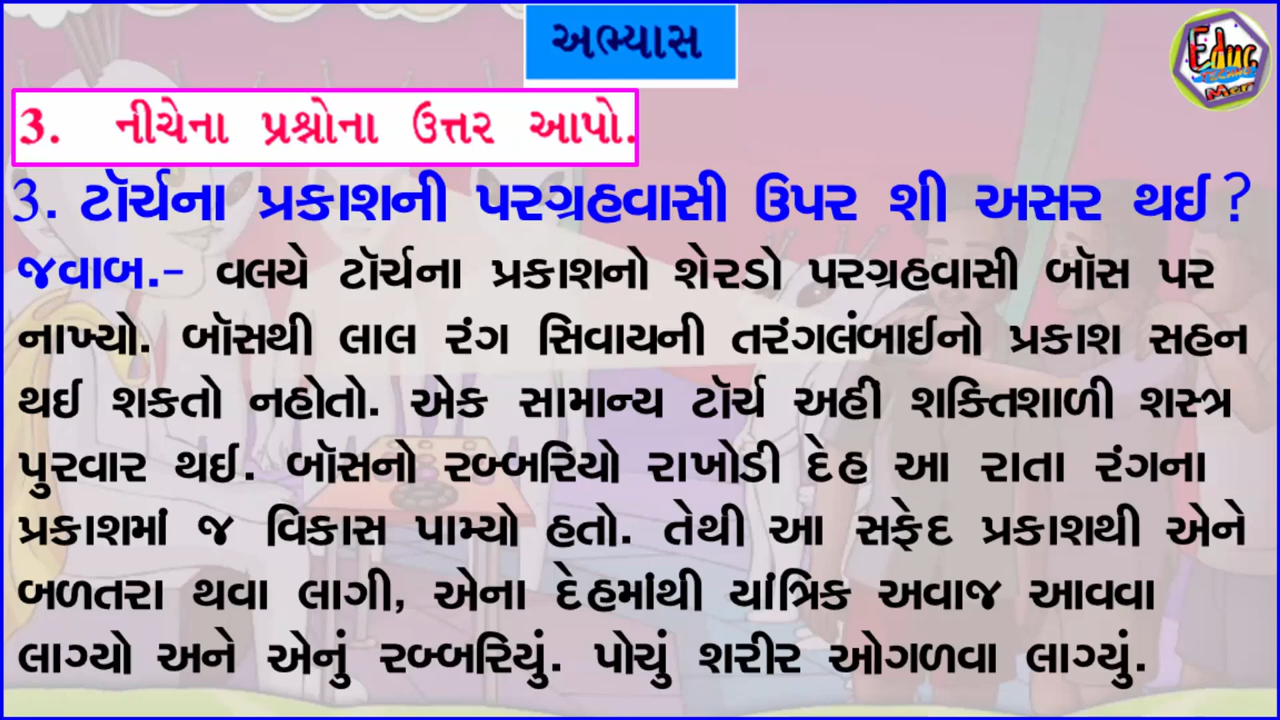 અભ્યાસ
Educ
TECHNO
Men
3. નીચેના પ્રશ્નોના ઉત્તર આપો.
3. ટૉર્ચના પ્રકાશની પરગ્રહવાસી ઉપર શી અસર થઈ ?
જવાબ.- વલયે ટૉર્ચના પ્રકાશનો શેરડો પરગ્રહવાસી બૉસ પર
નાખ્યો. બૉસથી લાલ રંગ સિવાયની તરંગલંબાઈનો પ્રકાશ સહન
થઈ શકતો નહોતો. એક સામાન્ય ટૉર્ચ અહીં શક્તિશાળી શસ્ત્ર
પુરવાર થઈ. બૉસનો રબ્બરિયો રાખોડી દેહ આ રાતા રંગના
પ્રકાશમાં જ વિકાસ પામ્યો હતો. તેથી આ સફેદ પ્રકાશથી એને
બળતરા થવા લાગી, એના દેહમાંથી યાંત્રિક અવાજ આવવા
લાગ્યો અને એનું રબ્બરિયું. પોચું શરીર ઓગળવા લાગ્યું.